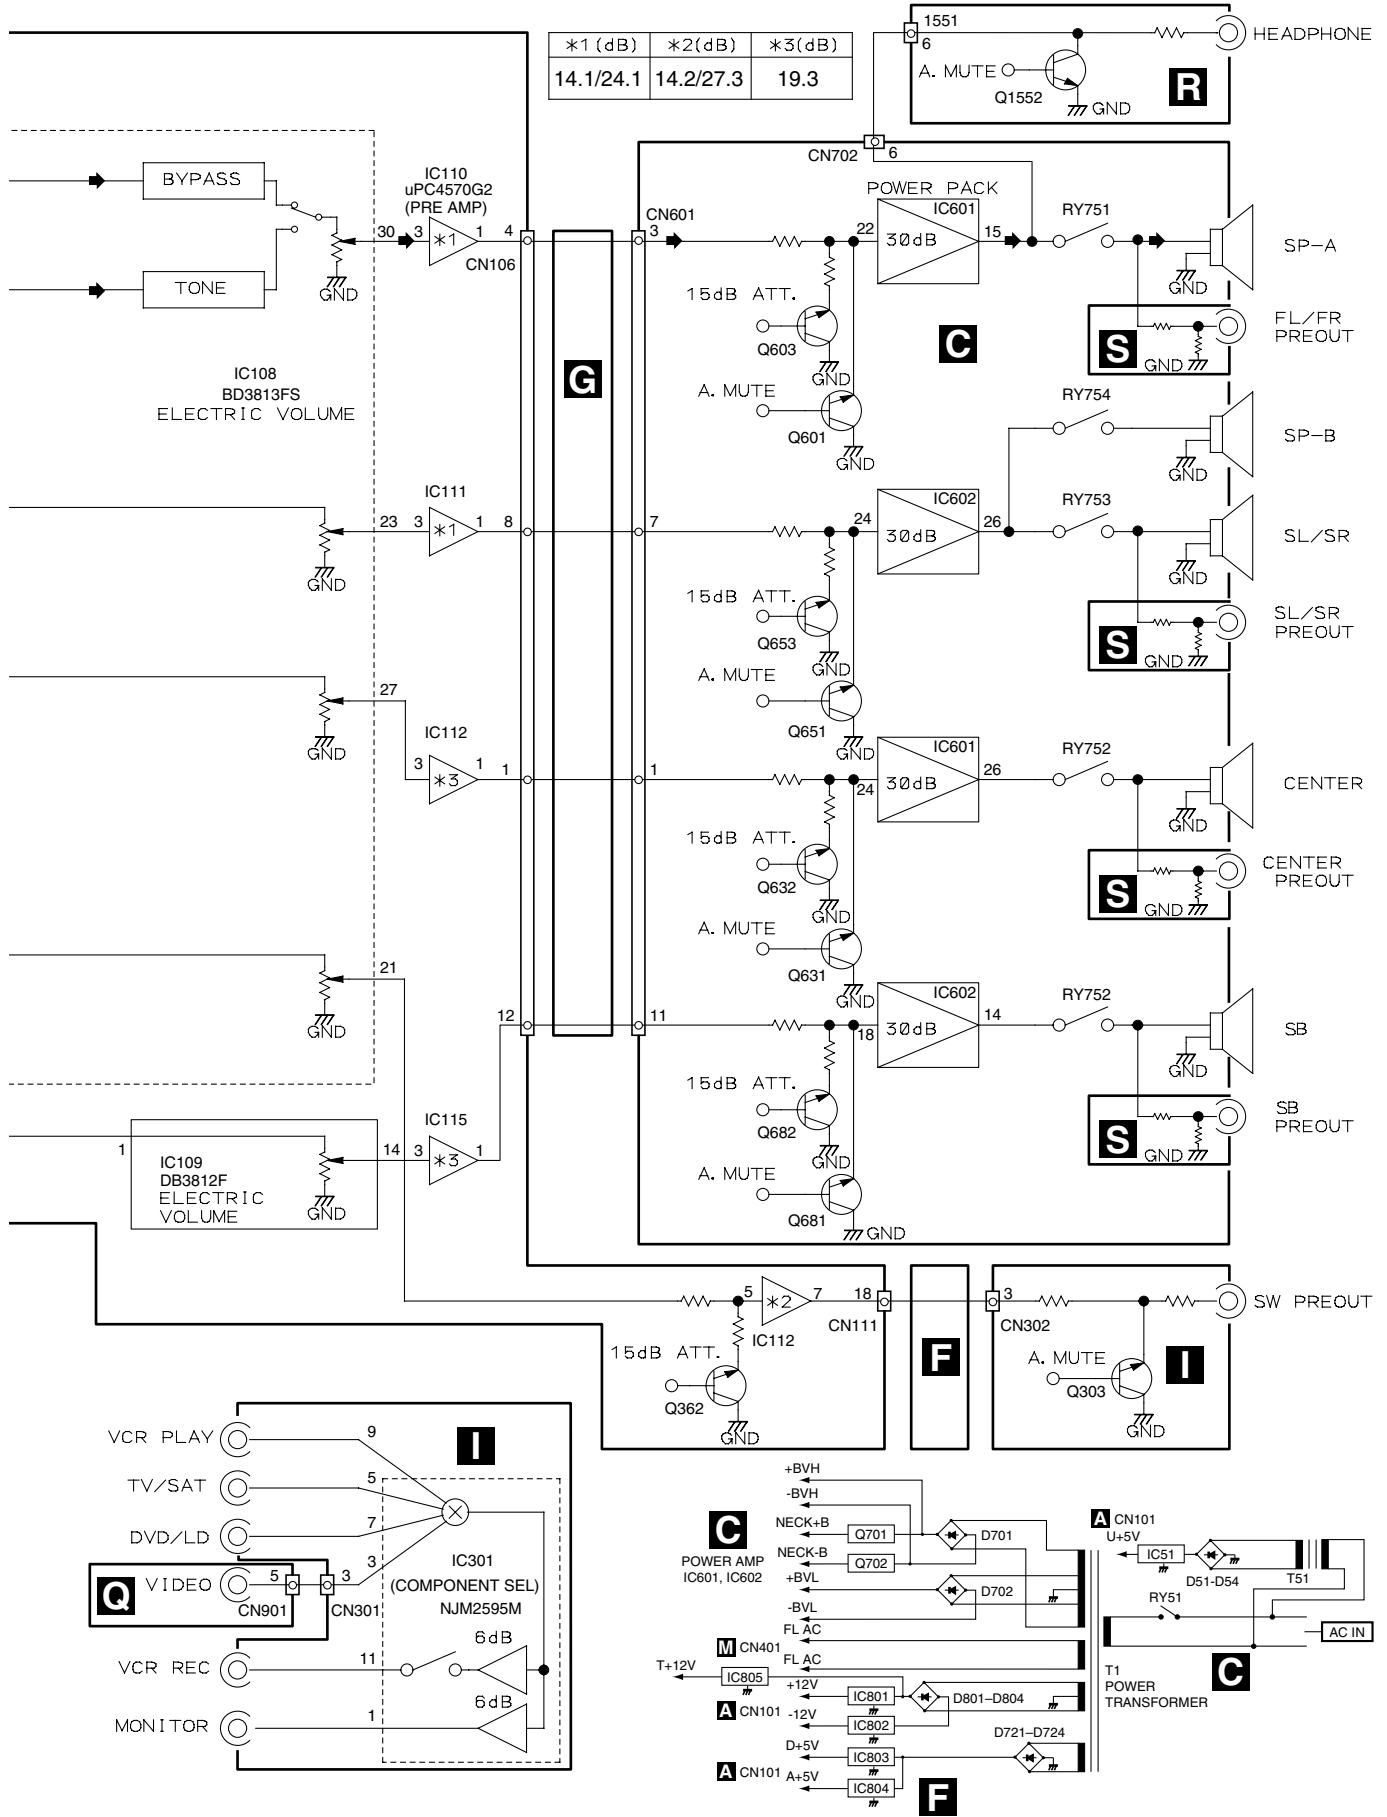 1551
6
HEADPHONE
A. MUTE
Q1552
GND
R
*1(dB) *2(dB) *3(dB)
14.1/24.1 14.2/27.3 19.3
CN702
6
BYPASS
TONE
GND
30
3
IC110
uPC4570G2
(PRE AMP)
*1
1
4
CN106
IC108
BD3813FS
ELECTRIC VOLUME
G
CN601
3
15dB ATT.
Q603
GND
A. MUTE
Q601
GND
22
POWER PACK
IC601
30dB
15
RY751
SP-A
GND
C
S
GND
FL/FR
PREOUT
RY754
SP-B
GND
23
3
IC111
*1
1
8
7
GND
15dB ATT.
Q653
GND
A. MUTE
Q651
GND
24
IC602
30dB
26
RY753
SL/SR
GND
S
GND
SL/SR
PREOUT
27
GND
IC112
3
*3
1
1
1
15dB ATT.
Q632
GND
A. MUTE
Q631
GND
24
IC601
30dB
26
RY752
CENTER
GND
S
GND
CENTER
PREOUT
21
GND
12
11
15dB ATT.
Q682
GND
A. MUTE
Q681
GND
18
IC602
30dB
14
RY752
SB
GND
S
GND
SB
PREOUT
1
IC109
DB3812F
ELECTRIC
VOLUME
GND
14
3
IC115
*3
1
5
*2
7
IC112
18
CN111
15dB ATT.
Q362
GND
F
3
CN302
A. MUTE
Q303
GND
I
SW PREOUT
VCR PLAY
9
I
TV/SAT
5
DVD/LD
7
Q
VIDEO
5
CN901
3
3
CN301
IC301
(COMPONENT SEL)
NJM2595M
VCR REC
11
6dB
MONITOR
1
6dB
C
POWER AMP
IC601, IC602
+BVH
-BVH
NECK+B
Q701
NECK-B
Q702
D701
+BVL
-BVL
D702
FL AC
M CN401
FL AC
T+12V
IC805
+12V
IC801
A CN101
-12V
IC802
D801-D804
D+5V
IC803
A CN101
A+5V
IC804
D721-D724
F
A CN101
U+5V
IC51
D51-D54
T51
RY51
AC IN
C
T1
POWER
TRANSFORMER